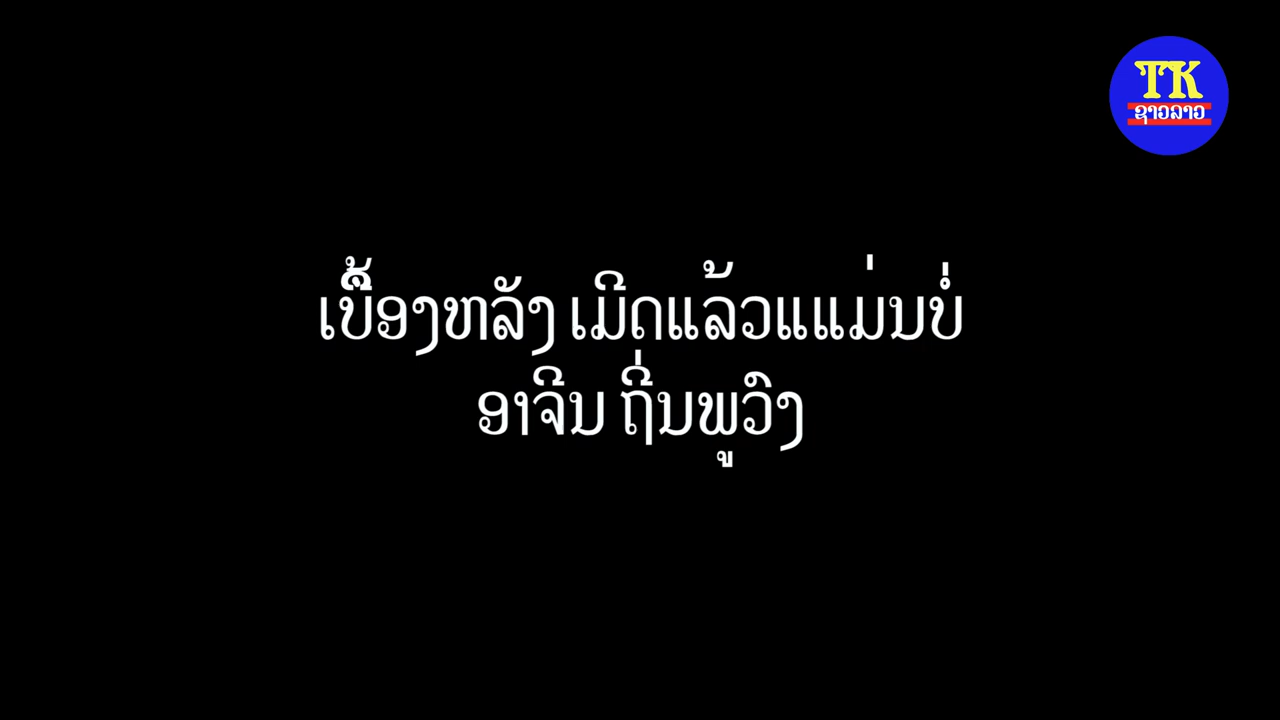 TK
ຊາວລາວ
ເບື້ອງຫລັງ ເມີດແລ້ວແແມ່ນບໍ່
ອາຈີນ ຖິ່ນພູວົງ